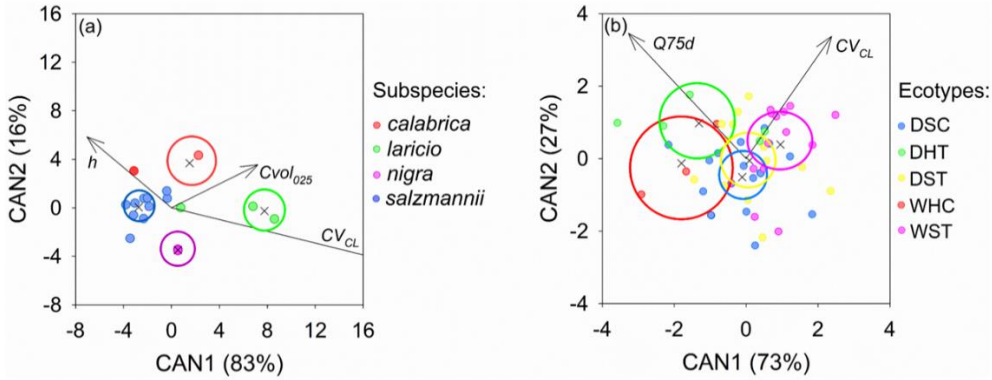 (a)
16
12
8
4
0
-4
-8
CAN2 (16%)
-8 -4 0 4 8 12 16
CAN1 (83%)
h
Cvol025
CVCL
Subspecies:
calabrica
laricio
nigra
salzmannii
(b)
4
2
0
-2
-4
CAN2 (27%)
-4 -2 0 2 4
CAN1 (73%)
Q75d
CVCL
Ecotypes:
DSC
DHT
DST
WHC
WST